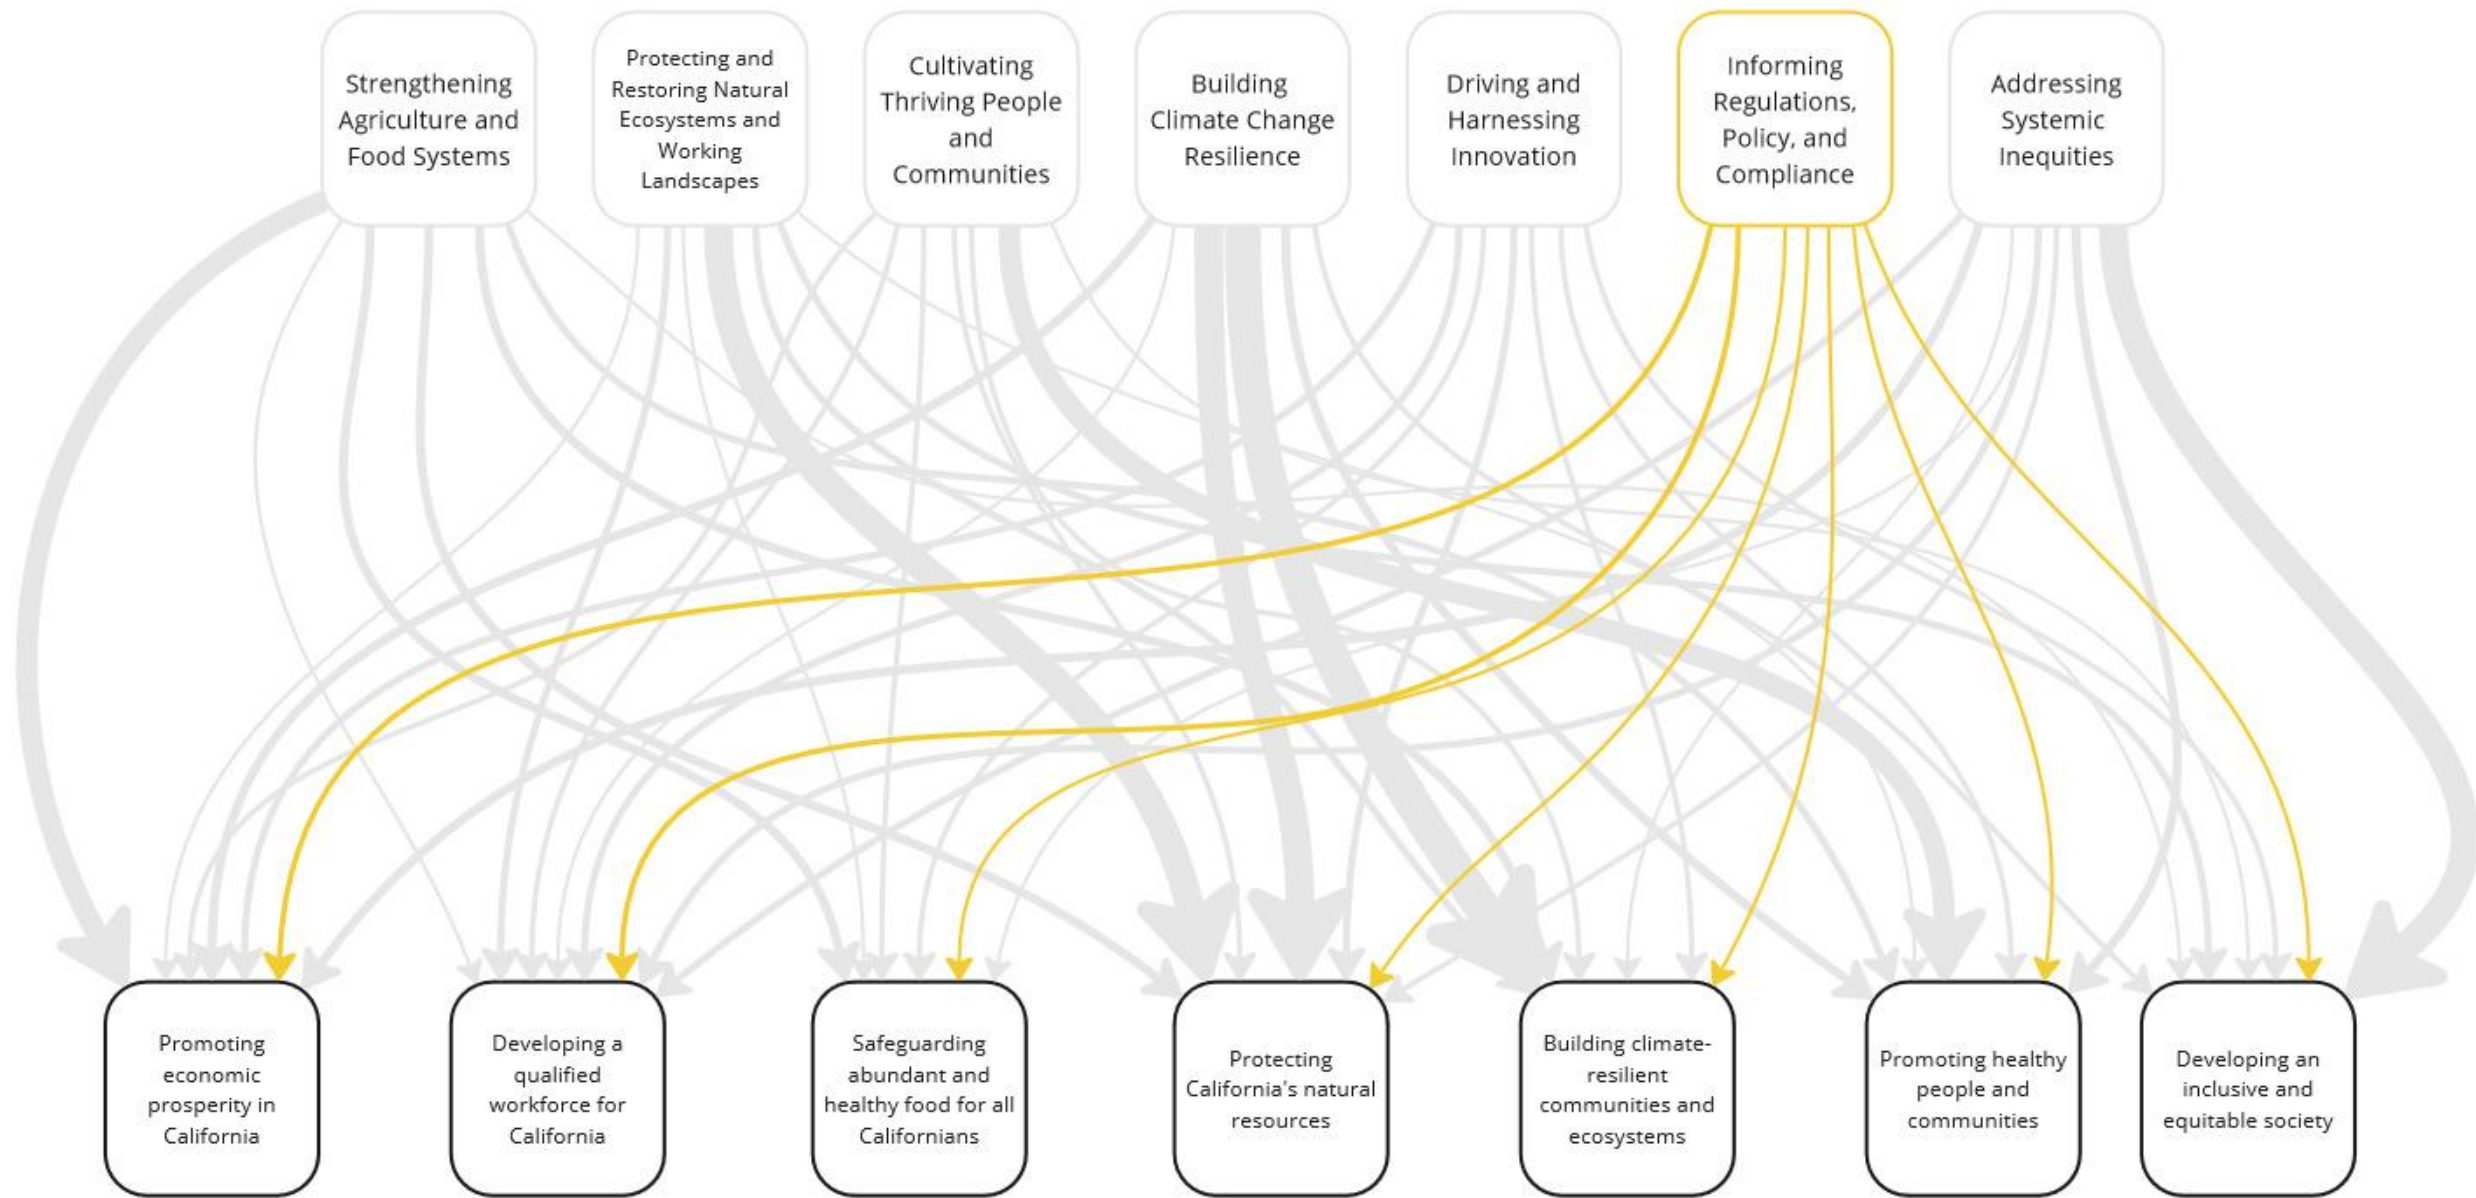 Strengthening
Agriculture and
Food Systems
Protecting and
Restoring Natural
Ecosystems and
Working
Landscapes
Cultivating
Thriving People
and
Communities
Building
Climate Change
Resilience
Driving and
Harnessing
Innovation
Informing
Regulations,
Policy, and
Compliance
Addressing
Systemic
Inequities
Promoting
economic
prosperity in
California
Developing a
qualified
workforce for
California
Safeguarding
abundant and
healthy food for all
Californians
Protecting
California's natural
resources
Building climate-
resilient
communities and
ecosystems
Promoting healthy
people and
communities
Developing an
inclusive and
equitable society